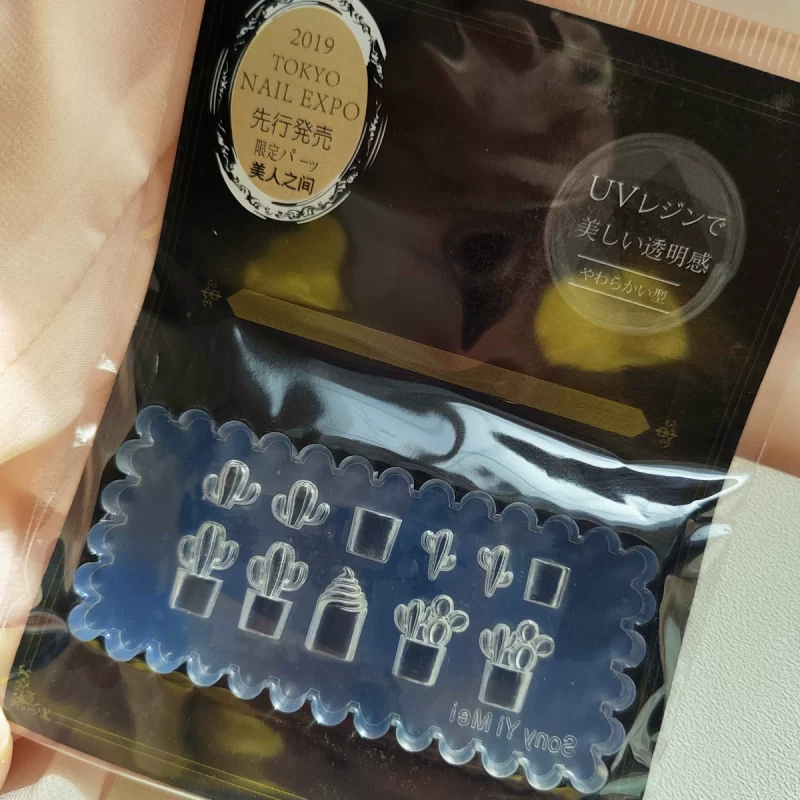 2019
TOKYO
NAIL EXPO
先行発売
限定パーツ
美人之间
UVレジンで
美しい透明感
やわらかい型
Sony Yi Mei